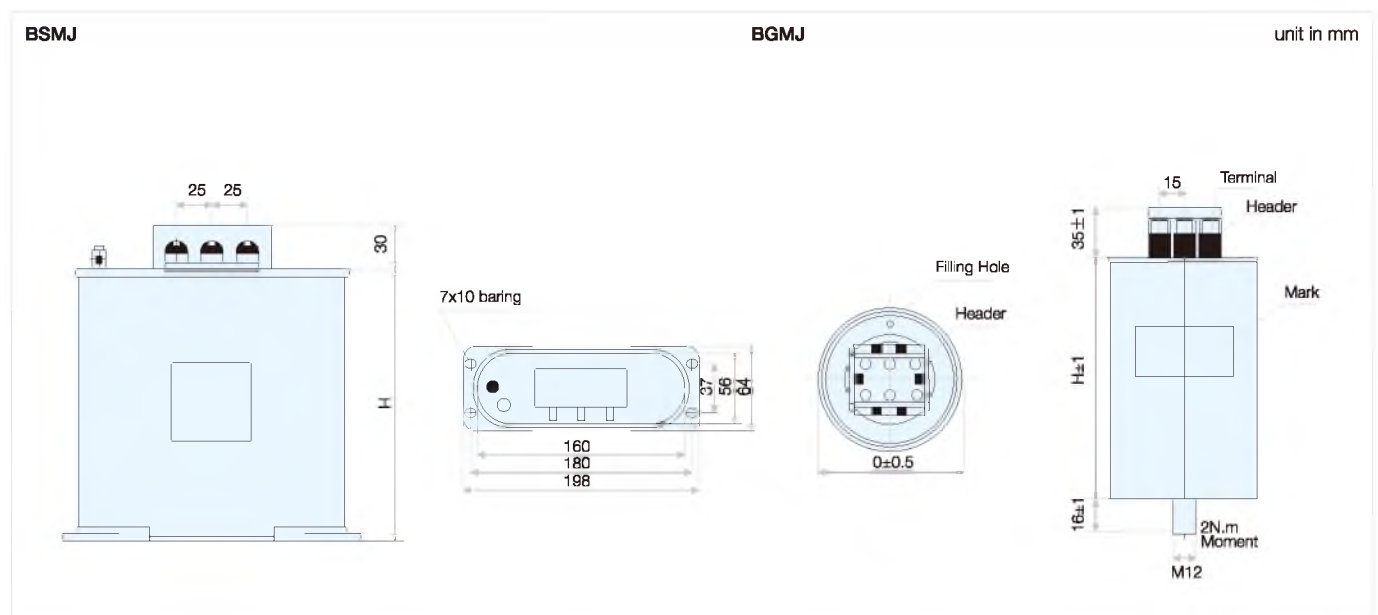 BSMJ
BGMJ
unit in mm
25 25
30
H
7x10 baring
37
56
64
160
180
198
Filling Hole
Header
0±0.5
15
Terminal
Header
35±1
Mark
H±1
16±1
2N.m
Moment
M12